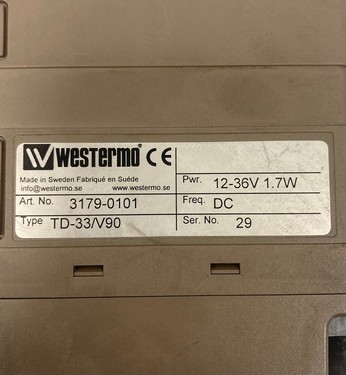 Westermo® CE
Made in Sweden Fabriqué en Suéde
info@westermo.se www.westermo.se
Art. No. 3179-0101
Type TD-33/V90
Pwr. 12-36V 1.7W
Freq. DC
Ser. No. 29